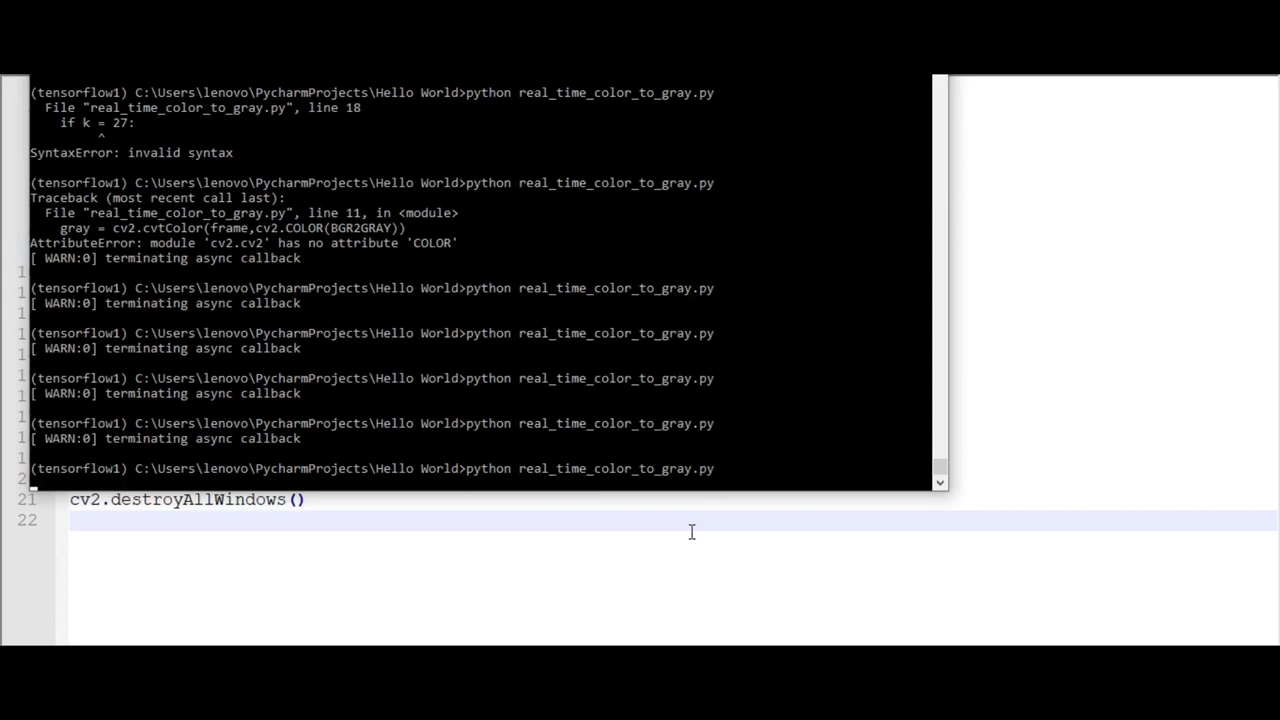 (tensorflow1) C:\Users\lenovo\PycharmProjects\Hello World>python real_time_color_to_gray.py
File "real_time_color_to_gray.py", line 18
if k = 27:
^
SyntaxError: invalid syntax
(tensorflow1) C:\Users\lenovo\PycharmProjects\Hello World>python real_time_color_to_gray.py
Traceback (most recent call last):
File "real_time_color_to_gray.py", line 11, in <module>
gray = cv2.cvtColor(frame,cv2.COLOR(BGR2GRAY))
AttributeError: module 'cv2.cv2' has no attribute 'COLOR'
[ WARN:0] terminating async callback
(tensorflow1) C:\Users\lenovo\PycharmProjects\Hello World>python real_time_color_to_gray.py
[ WARN:0] terminating async callback
(tensorflow1) C:\Users\lenovo\PycharmProjects\Hello World>python real_time_color_to_gray.py
[ WARN:0] terminating async callback
(tensorflow1) C:\Users\lenovo\PycharmProjects\Hello World>python real_time_color_to_gray.py
[ WARN:0] terminating async callback
(tensorflow1) C:\Users\lenovo\PycharmProjects\Hello World>python real_time_color_to_gray.py
[ WARN:0] terminating async callback
(tensorflow1) C:\Users\lenovo\PycharmProjects\Hello World>python real_time_color_to_gray.py
21 cv2.destroyAllWindows()
22